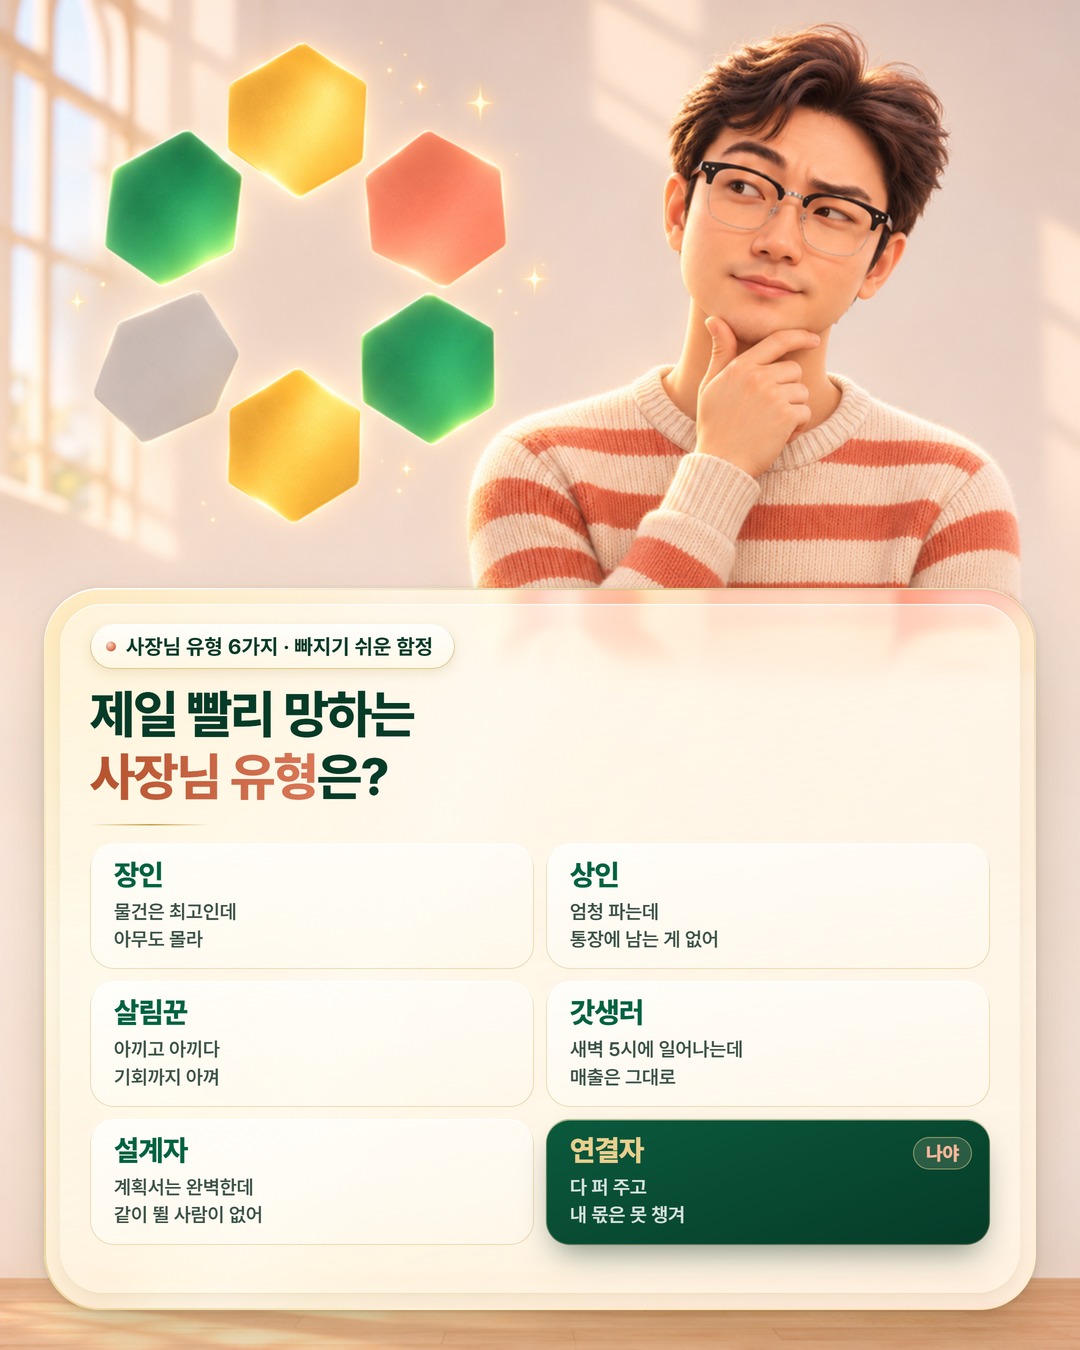 사장님 유형 6가지 · 빠지기 쉬운 함정
제일 빨리 망하는
사장님 유형은?
장인
물건은 최고인데
아무도 몰라
상인
엄청 파는데
통장에 남는 게 없어
살림꾼
아끼고 아끼다
기회까지 아껴
갓생러
새벽 5시에 일어나는데
매출은 그대로
설계자
계획서는 완벽한데
같이 뛸 사람이 없어
연결자
나야
다 퍼 주고
내 몫은 못 챙겨